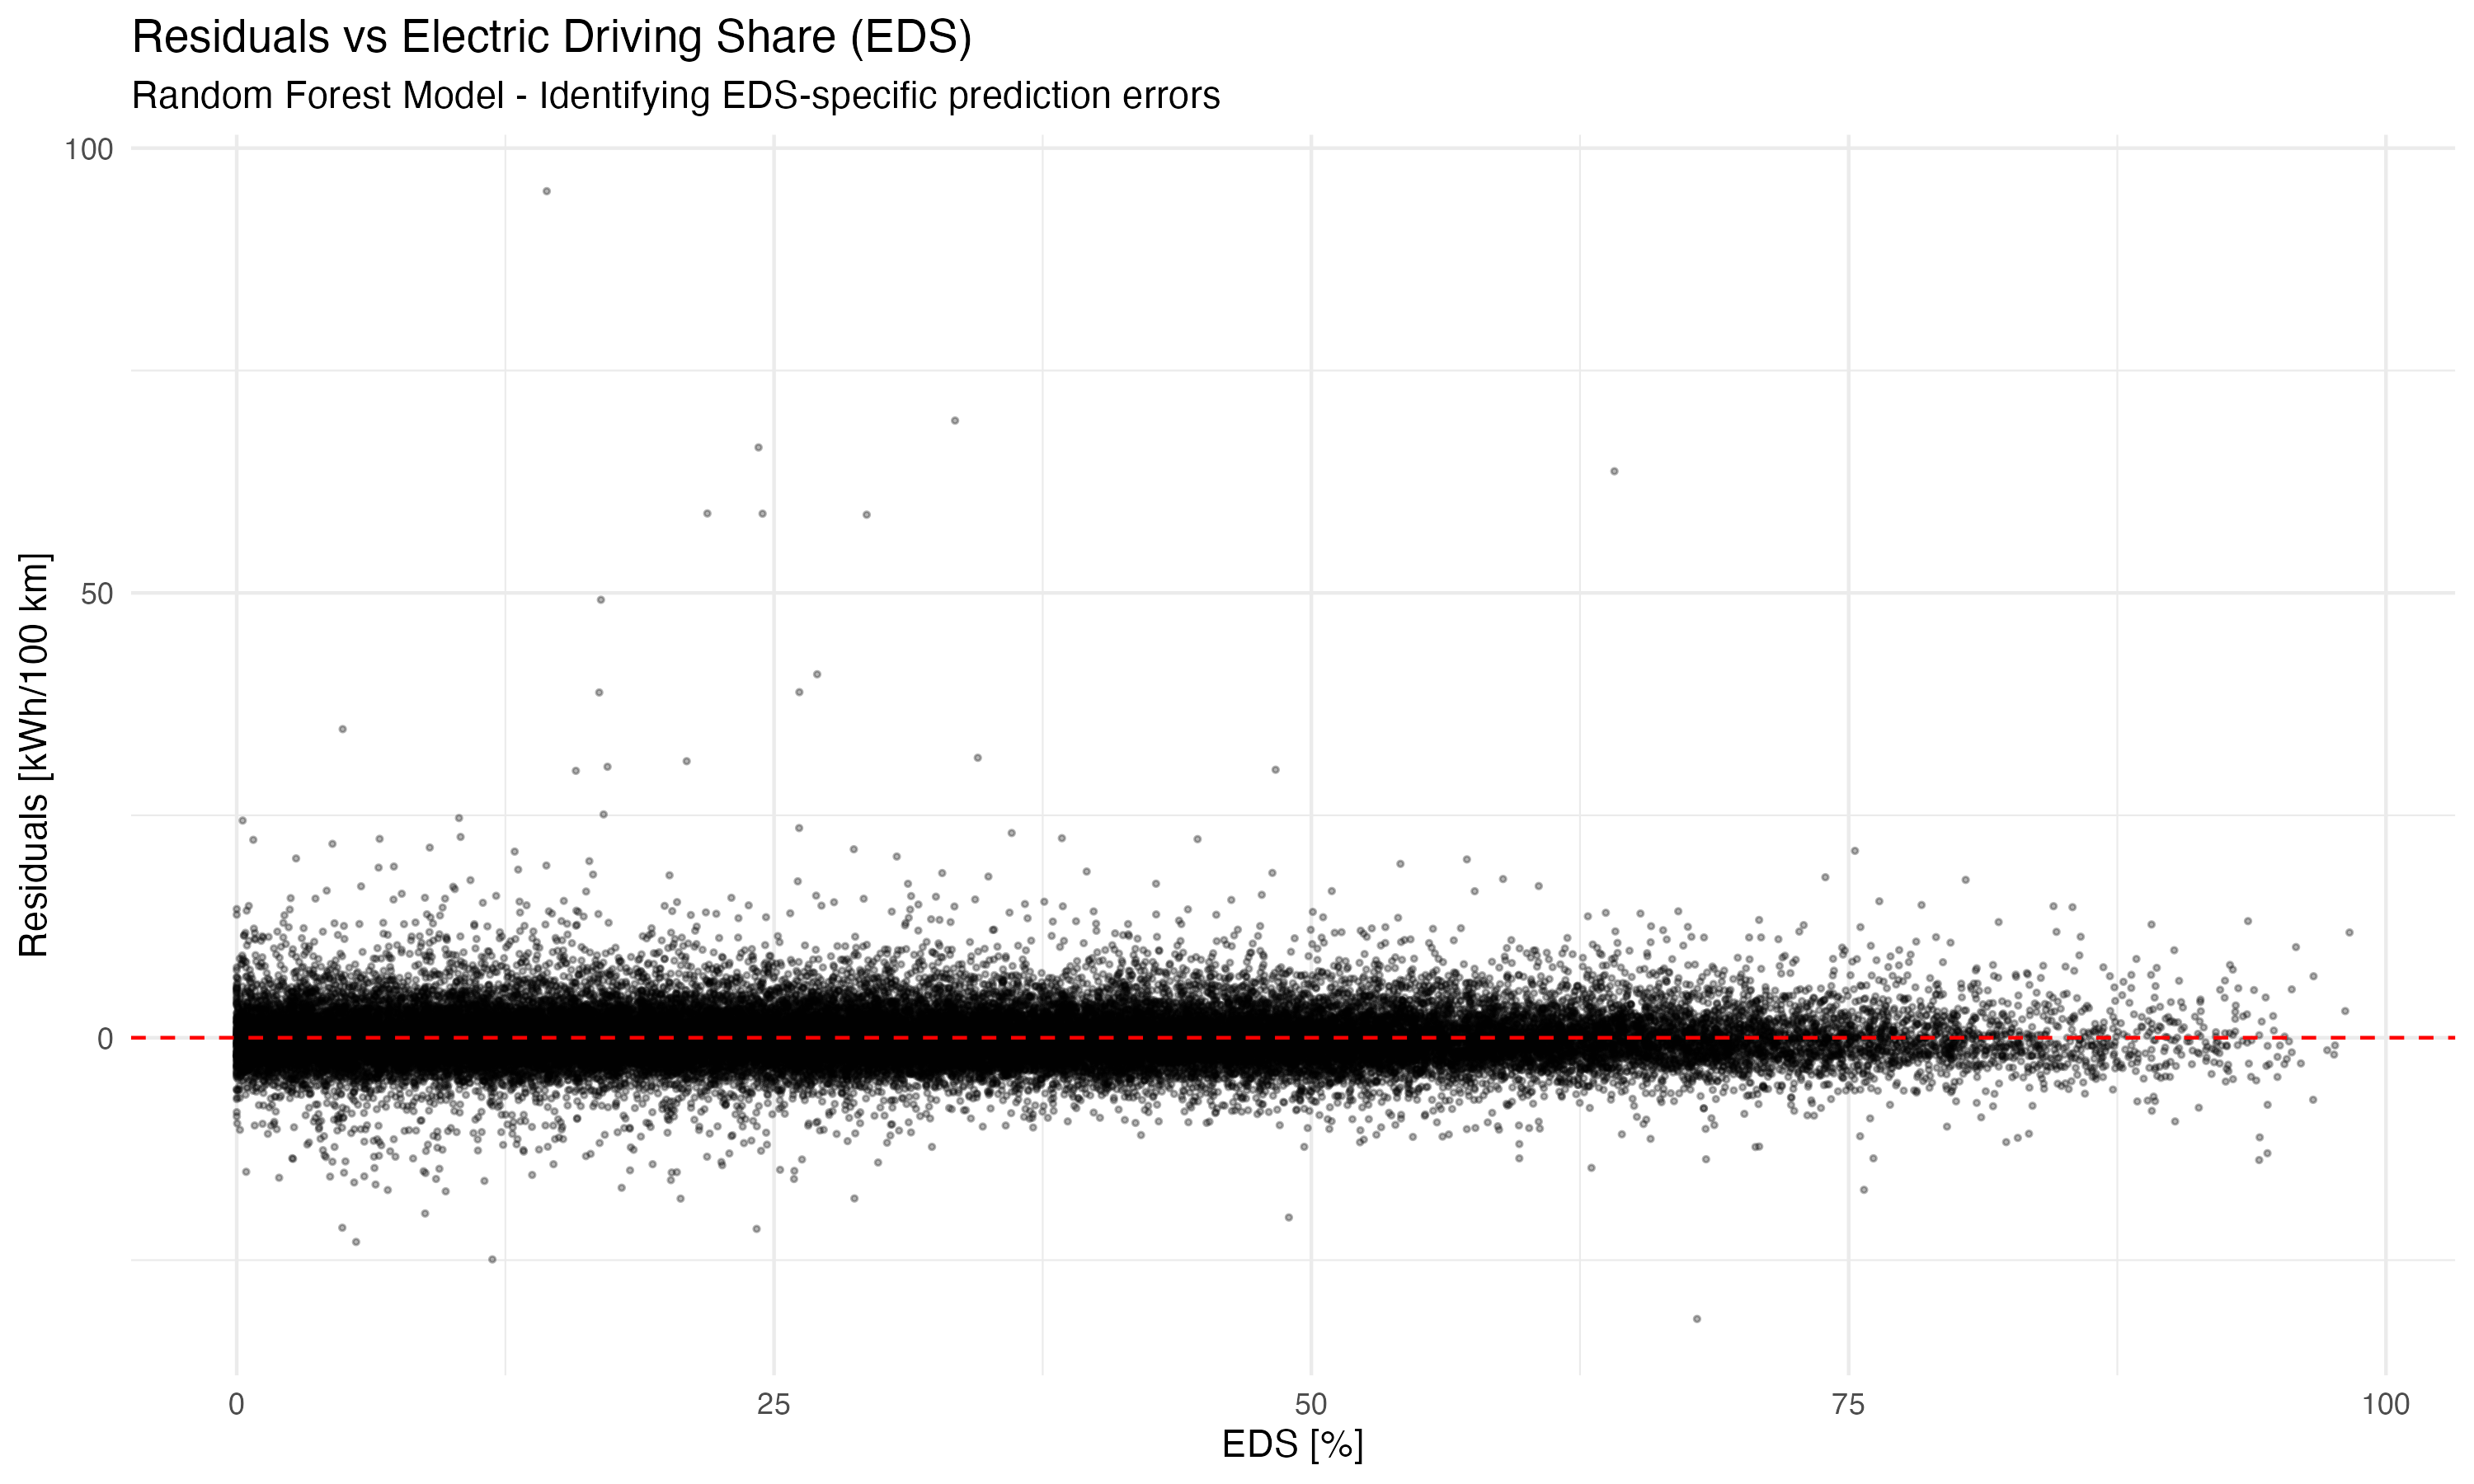 Residuals vs Electric Driving Share (EDS)
Random Forest Model - Identifying EDS-specific prediction errors
100
50
0
Residuals [kWh/100 km]
0 25 50 75 100
EDS [%]